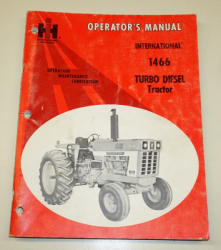 OPERATOR'S MANUAL
INTERNATIONAL
1466
TURBO DIESEL
Tractor
OPERATION
MAINTENANCE
LUBRICATION